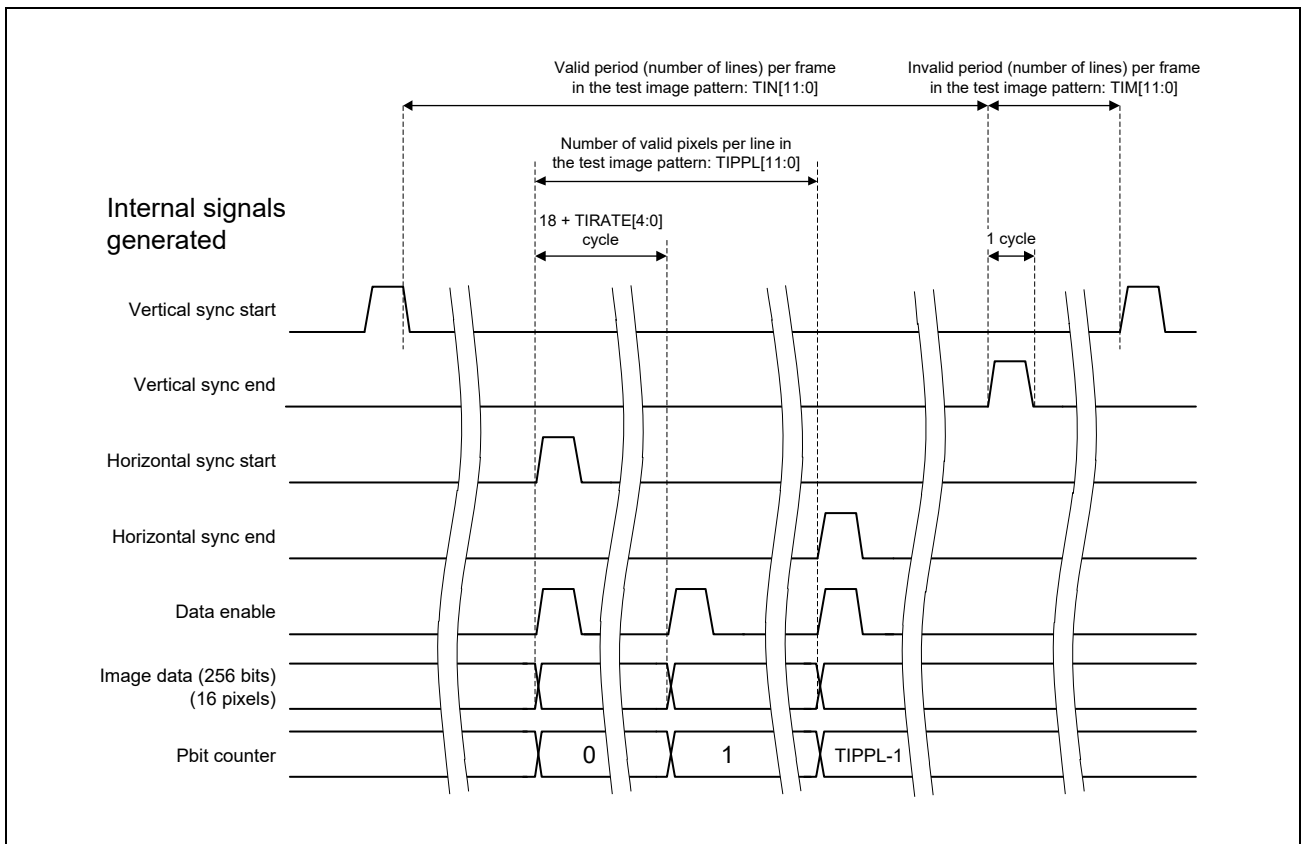 Valid period (number of lines) per frame
in the test image pattern: TIN[11:0]
Invalid period (number of lines) per frame
in the test image pattern: TIM[11:0]
Number of valid pixels per line in
the test image pattern: TIPPL[11:0]
Internal signals
generated
18 + TIRATE[4:0]
cycle
1 cycle
Vertical sync start
Vertical sync end
Horizontal sync start
Horizontal sync end
Data enable
Image data (256 bits)
(16 pixels)
Pbit counter
0
1
TIPPL-1